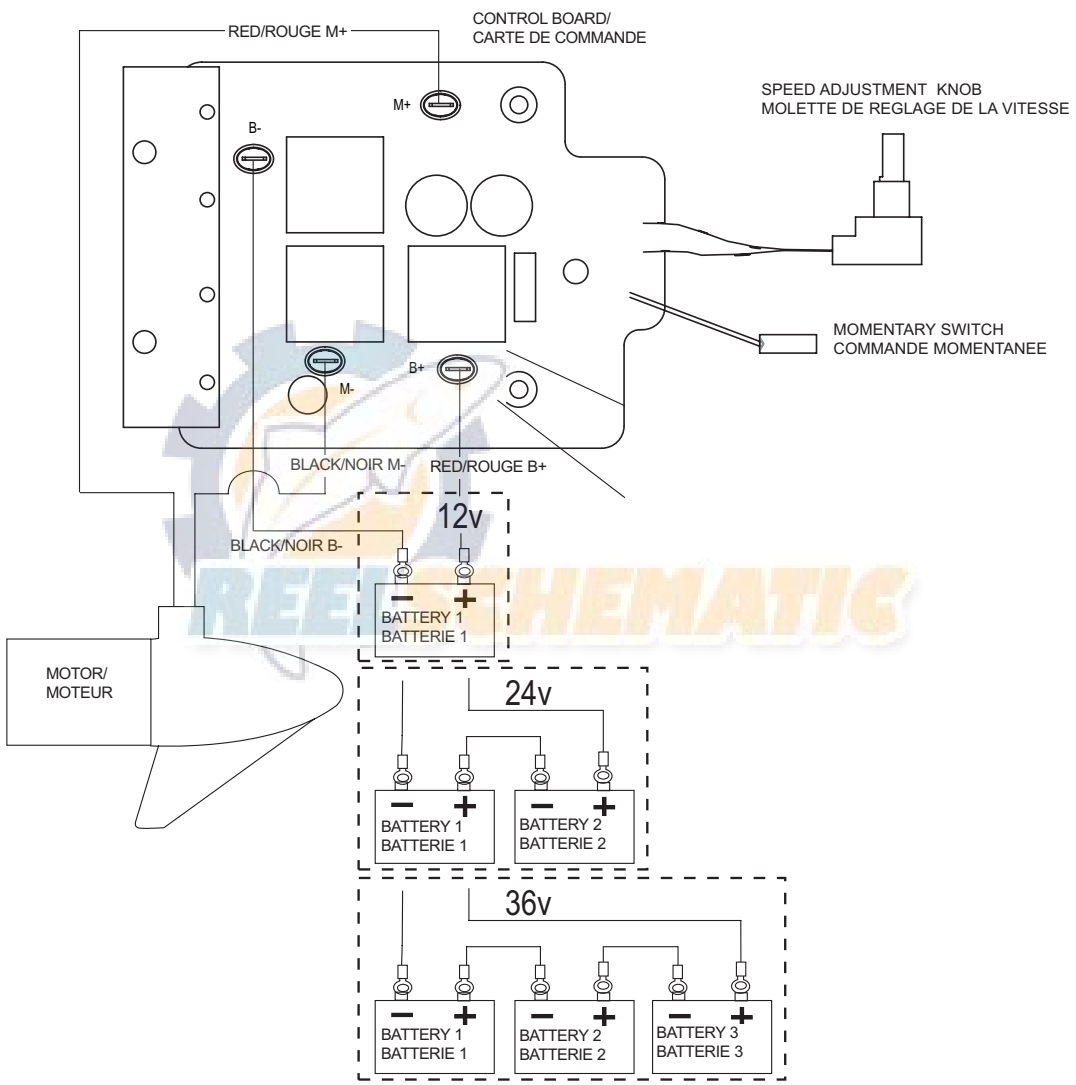 CONTROL BOARD/
CARTE DE COMMANDE
RED/ROUGE M+
SPEED ADJUSTMENT KNOB
MOLETTE DE REGLAGE DE LA VITESSE
M+
B-
MOMENTARY SWITCH
COMMANDE MOMENTANEE
B+
M-
BLACK/NOIR M-
RED/ROUGE B+
12v
BLACK/NOIR B-
REELSCHEMATIC
− +
BATTERY 1
BATTERIE 1
MOTOR/
MOTEUR
24v
− + − +
BATTERY 1
BATTERIE 1
BATTERY 2
BATTERIE 2
36v
− + − + − +
BATTERY 1
BATTERIE 1
BATTERY 2
BATTERIE 2
BATTERY 3
BATTERIE 3